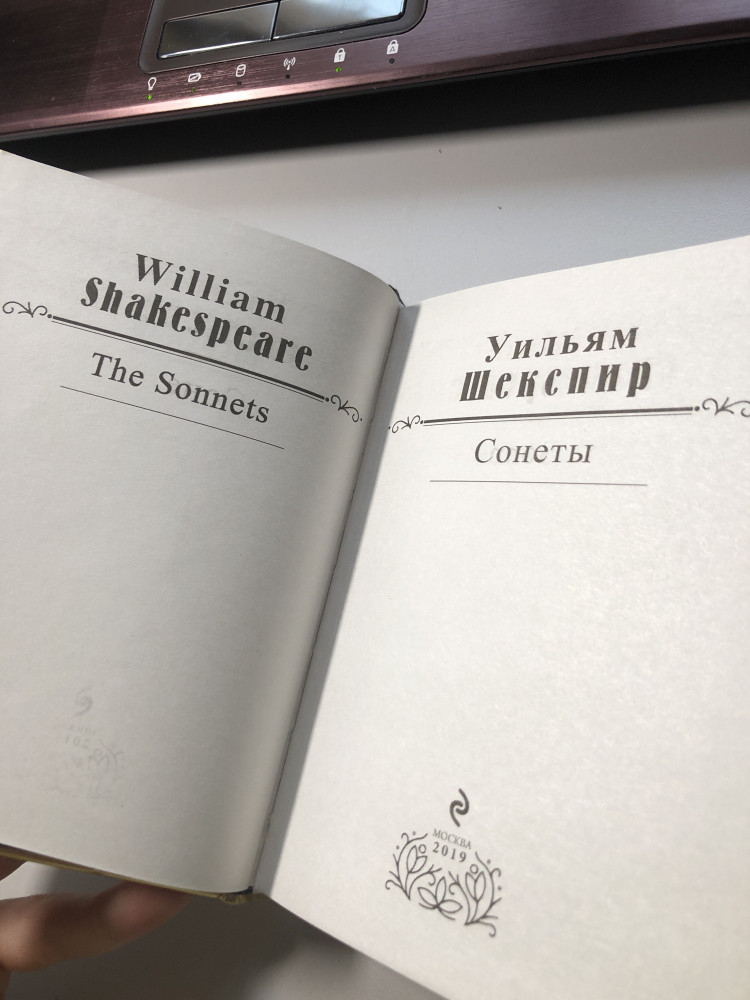 William
Shakespeare
The Sonnets
Уильям
Шекспир
Сонеты
МОСКВА
2019